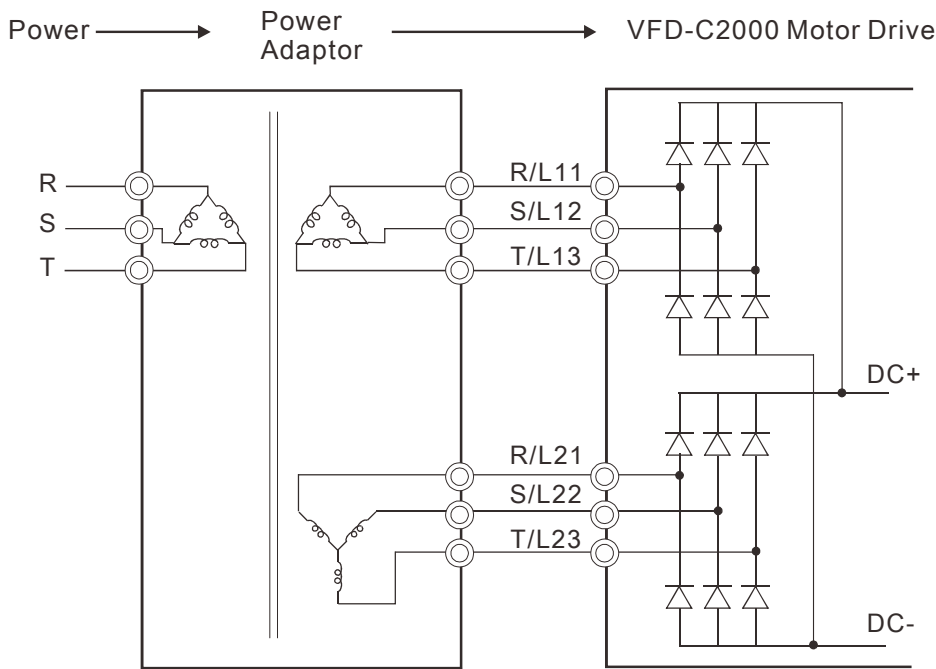 Power
Power
Adaptor
VFD-C2000 Motor Drive
R
S
T
R/L11
S/L12
T/L13
DC+
R/L21
S/L22
T/L23
DC-